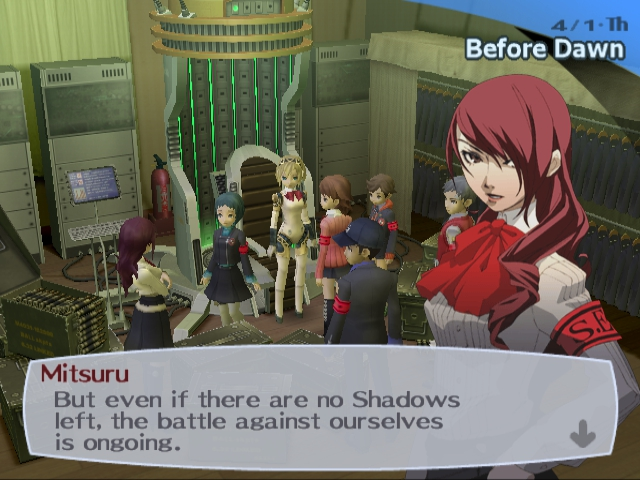 4/1・Th
Before Dawn
S.E
Mitsuru
But even if there are no Shadows
left, the battle against ourselves
is ongoing.